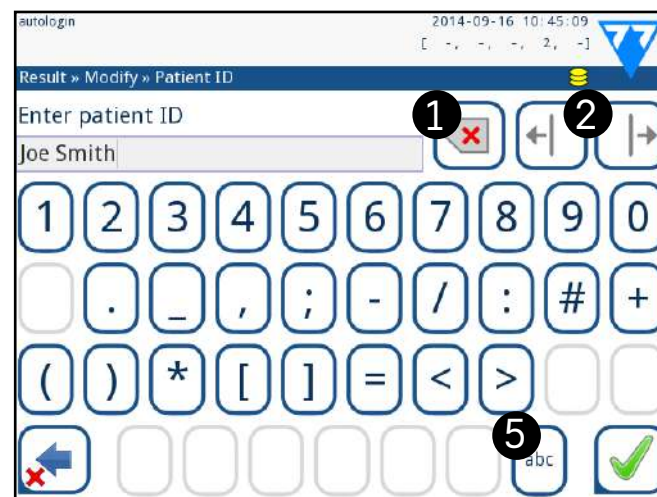 autologin 2014-09-16 10:45:09
[ -, -, -, 2, -]
Result » Modify » Patient ID
Enter patient ID
1 2
Joe Smith
1 2 3 4 5 6 7 8 9 0
. _ , ; - / : # +
( ) * [ ] = < >
5
abc